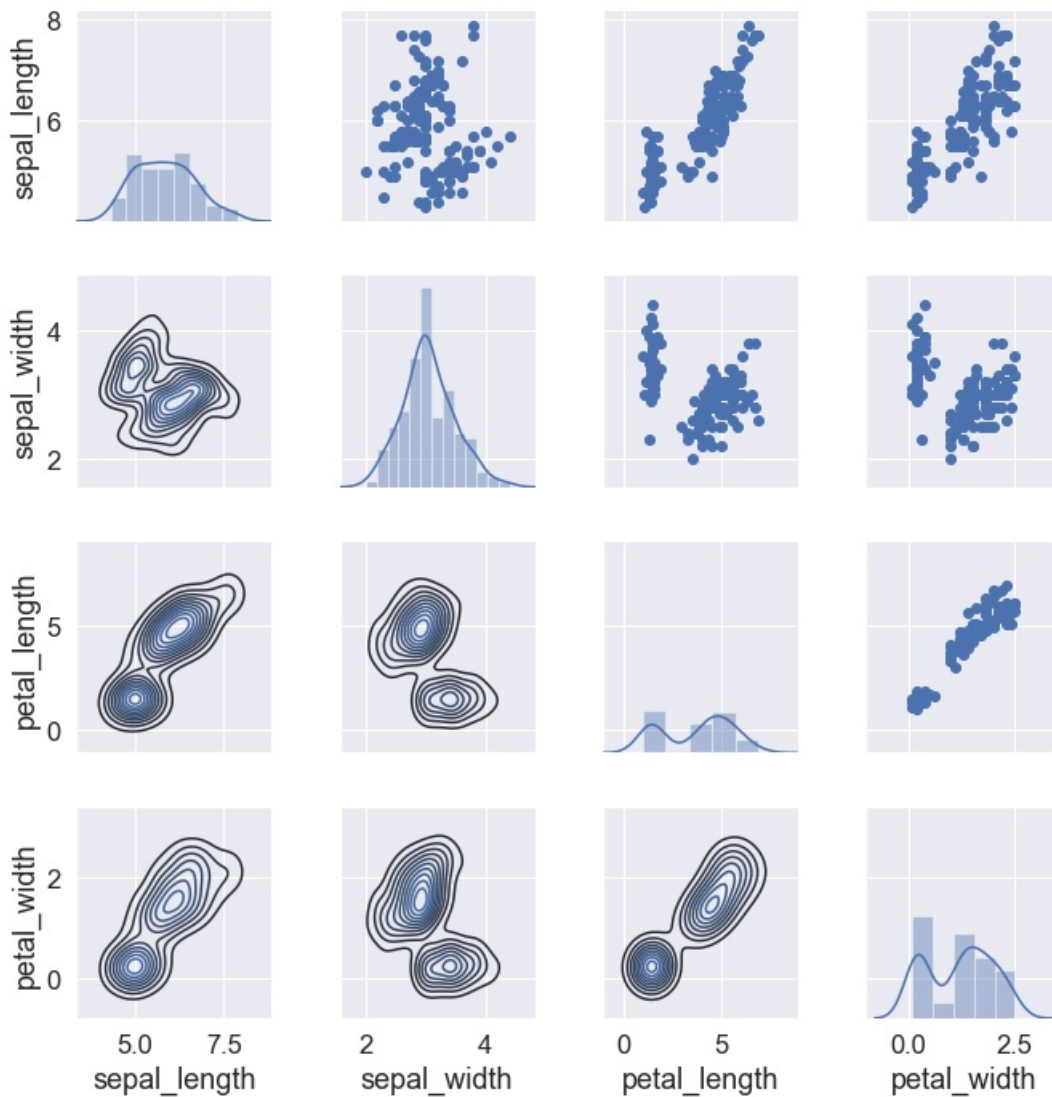 8
6
sepal_length
4
2
sepal_width
5
0
petal_length
2
0
petal_width
5.0 7.5 2 4 0 5 0.0 2.5
sepal_length sepal_width petal_length petal_width